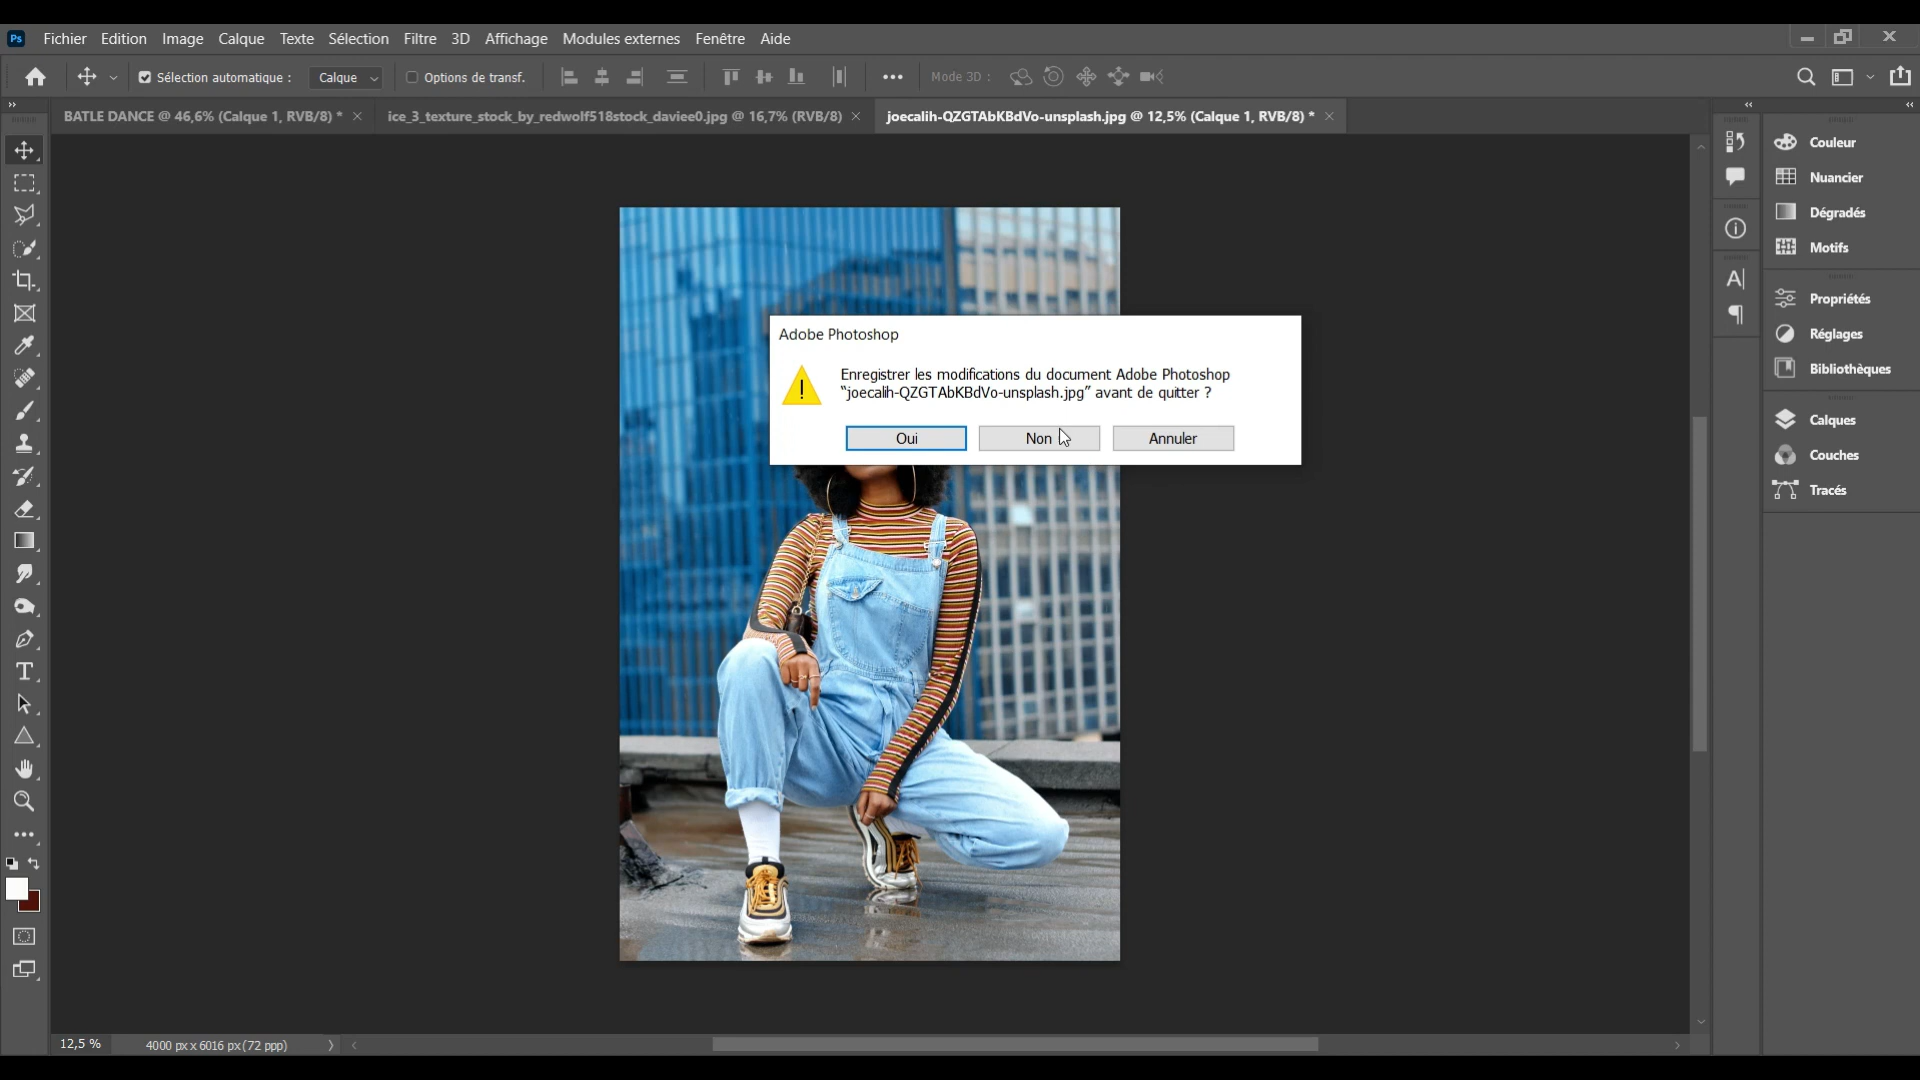 Ps Fichier Edition Image Calque Texte Sélection Filtre 3D Affichage Modules externes Fenêtre Aide
Sélection automatique : Calque Options de transf. Mode 3D :
BATLE DANCE @ 46,6% (Calque 1, RVB/8) * ice_3_texture_stock_by_redwolf518stock_daviee0.jpg @ 16,7% (RVB/8) joecalih-QZGTAbKBdVo-unsplash.jpg @ 12,5% (Calque 1, RVB/8) *
Couleur
Nuancier
Dégradés
Motifs
Propriétés
Réglages
Bibliothèques
Calques
Couches
Tracés
Adobe Photoshop
Enregistrer les modifications du document Adobe Photoshop
“joecalih-QZGTAbKBdVo-unsplash.jpg” avant de quitter ?
Oui Non Annuler
12,5 % 4000 px x 6016 px (72 ppp)